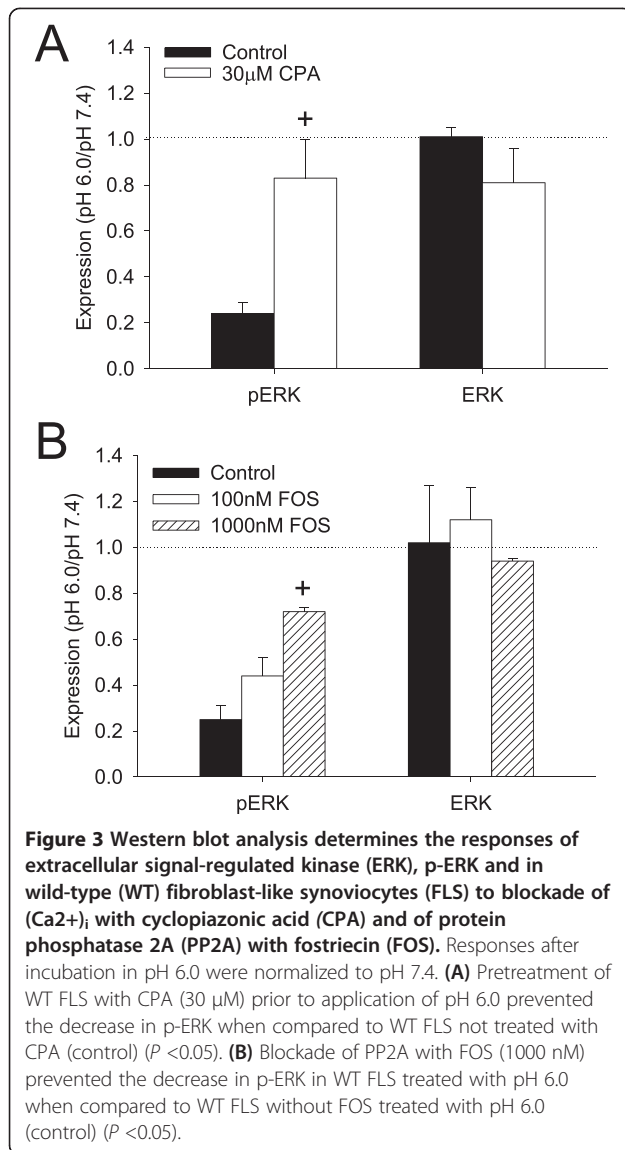 A
Control
30μM CPA
Expression (pH 6.0/pH 7.4)
1.4
1.2
1.0
0.8
0.6
0.4
0.2
0.0
+
pERK
ERK
B
Control
100nM FOS
1000nM FOS
Expression (pH 6.0/pH 7.4)
1.4
1.2
1.0
0.8
0.6
0.4
0.2
0.0
+
pERK
ERK
Figure 3 Western blot analysis determines the responses of
extracellular signal-regulated kinase (ERK), p-ERK and in
wild-type (WT) fibroblast-like synoviocytes (FLS) to blockade of
(Ca2+)i with cyclopiazonic acid (CPA) and of protein
phosphatase 2A (PP2A) with fostriecin (FOS). Responses after
incubation in pH 6.0 were normalized to pH 7.4. (A) Pretreatment of
WT FLS with CPA (30 μM) prior to application of pH 6.0 prevented
the decrease in p-ERK when compared to WT FLS not treated with
CPA (control) (P <0.05). (B) Blockade of PP2A with FOS (1000 nM)
prevented the decrease in p-ERK in WT FLS treated with pH 6.0
when compared to WT FLS without FOS treated with pH 6.0
(control) (P <0.05).